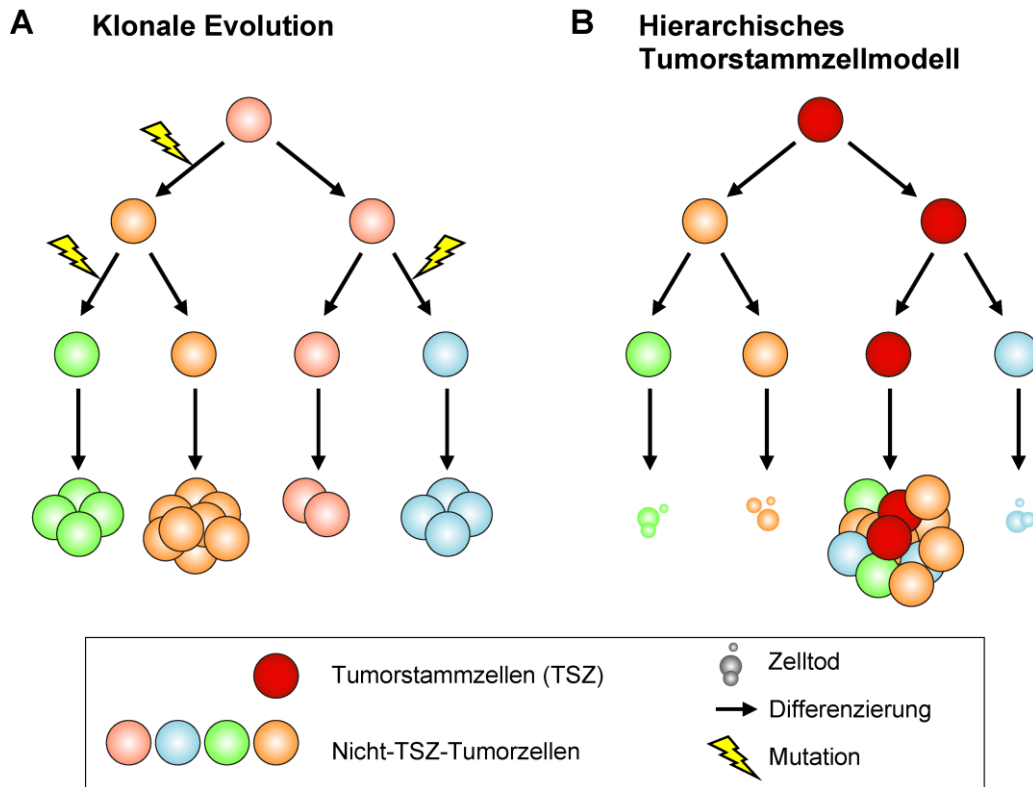 A Klonale Evolution
B Hierarchisches
Tumorstammzellmodell
Tumorstammzellen (TSZ)
Nicht-TSZ-Tumorzellen
Zelltod
Differenzierung
Mutation